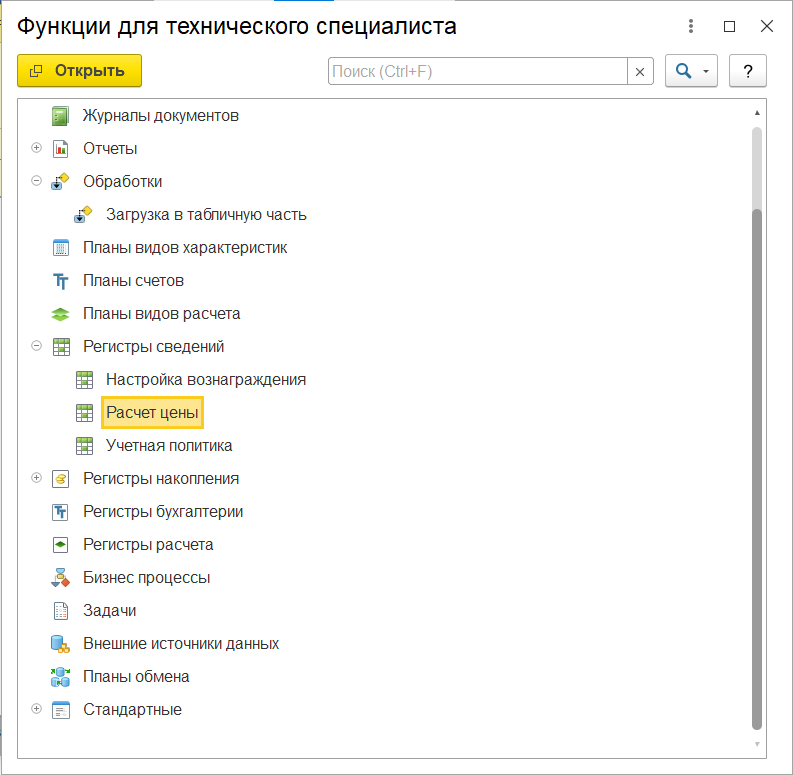 Функции для технического специалиста
Открыть
Поиск (Ctrl+F)
?
Журналы документов
Отчеты
Обработки
Загрузка в табличную часть
Планы видов характеристик
Планы счетов
Планы видов расчета
Регистры сведений
Настройка вознаграждения
Расчет цены
Учетная политика
Регистры накопления
Регистры бухгалтерии
Регистры расчета
Бизнес процессы
Задачи
Внешние источники данных
Планы обмена
Стандартные